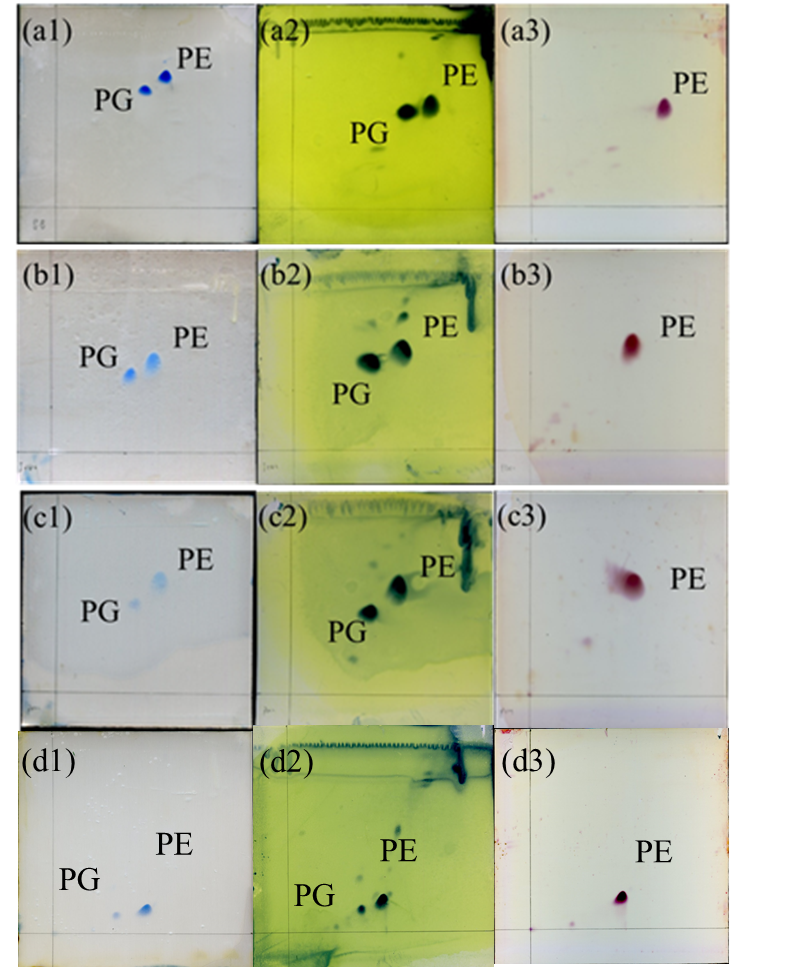 (a1)
PE
PG
(a2)
PE
PG
(a3)
PE
(b1)
PE
PG
(b2)
PE
PG
(b3)
PE
(c1)
PE
PG
(c2)
PE
PG
(c3)
PE
(d1)
PE
PG
(d2)
PE
PG
(d3)
PE